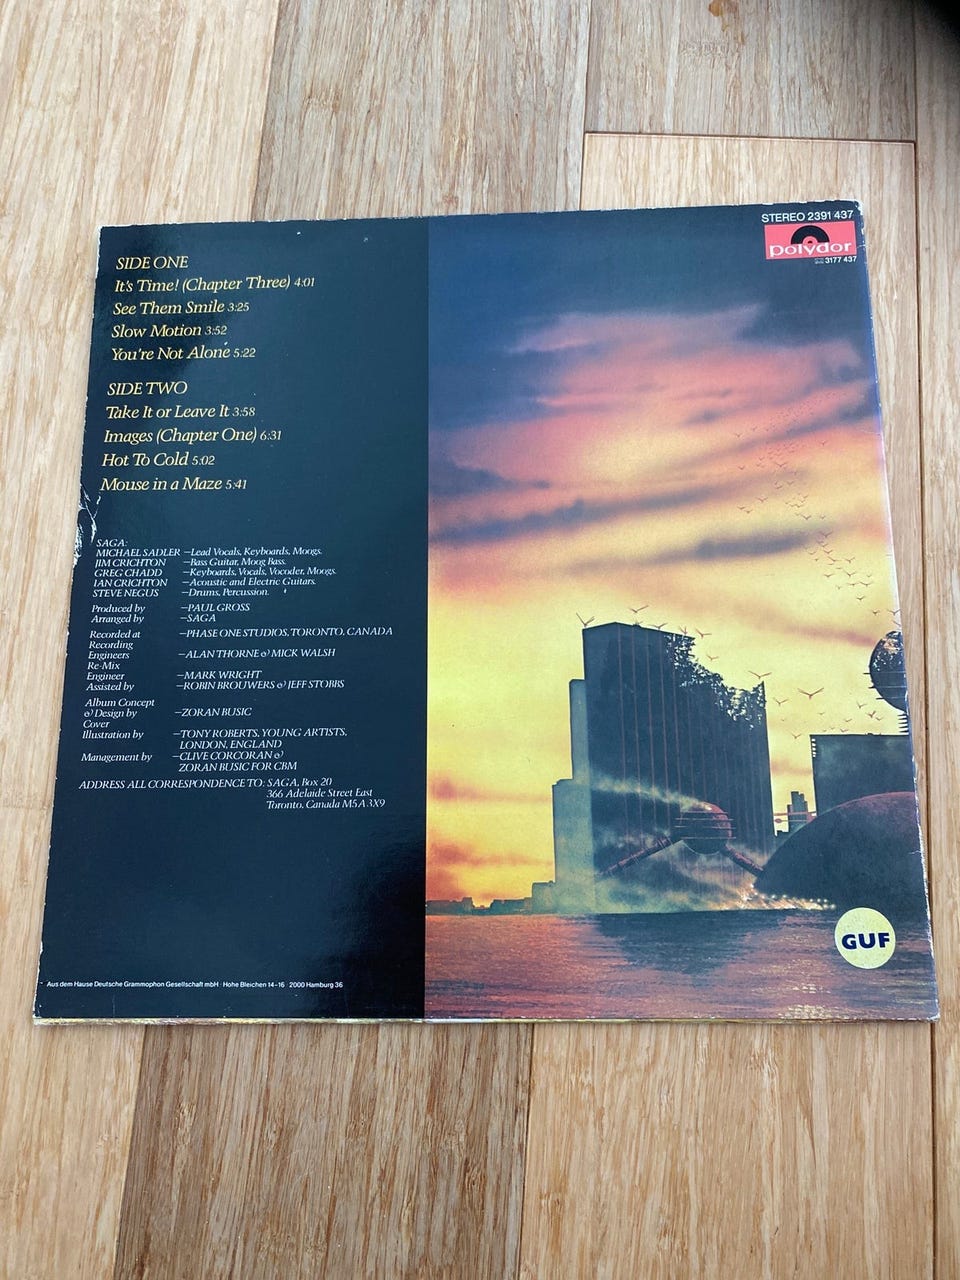 STEREO 2391 437
polydor
3177 437
SIDE ONE
It's Time! (Chapter Three) 4:01
See Them Smile 3:25
Slow Motion 3:52
You're Not Alone 5:22
SIDE TWO
Take It or Leave It 3:58
Images (Chapter One) 6:31
Hot To Cold 5:02
Mouse in a Maze 5:41
SAGA:
MICHAEL SADLER –Lead Vocals, Keyboards, Moogs.
JIM CRICHTON –Bass Guitar, Moog Bass.
GREG CHADD –Keyboards, Vocals, Vocoder, Moogs.
IAN CRICHTON –Acoustic and Electric Guitars.
STEVE NEGUS –Drums, Percussion.
Produced by –PAUL GROSS
Arranged by –SAGA
Recorded at –PHASE ONE STUDIOS, TORONTO, CANADA
Recording
Engineers –ALAN THORNE & MICK WALSH
Re-Mix
Engineer –MARK WRIGHT
Assisted by –ROBIN BROUWERS & JEFF STOBBS
Album Concept
& Design by –ZORAN BUSIC
Cover
Illustration by –TONY ROBERTS, YOUNG ARTISTS,
LONDON, ENGLAND
Management by –CLIVE CORCORAN &
ZORAN BUSIC FOR CBM
ADDRESS ALL CORRESPONDENCE TO: SAGA, Box 20
366 Adelaide Street East
Toronto, Canada M5A 3X9
GUF
Aus dem Hause Deutsche Grammophon Gesellschaft mbH · Hohe Bleichen 14-16 · 2000 Hamburg 36